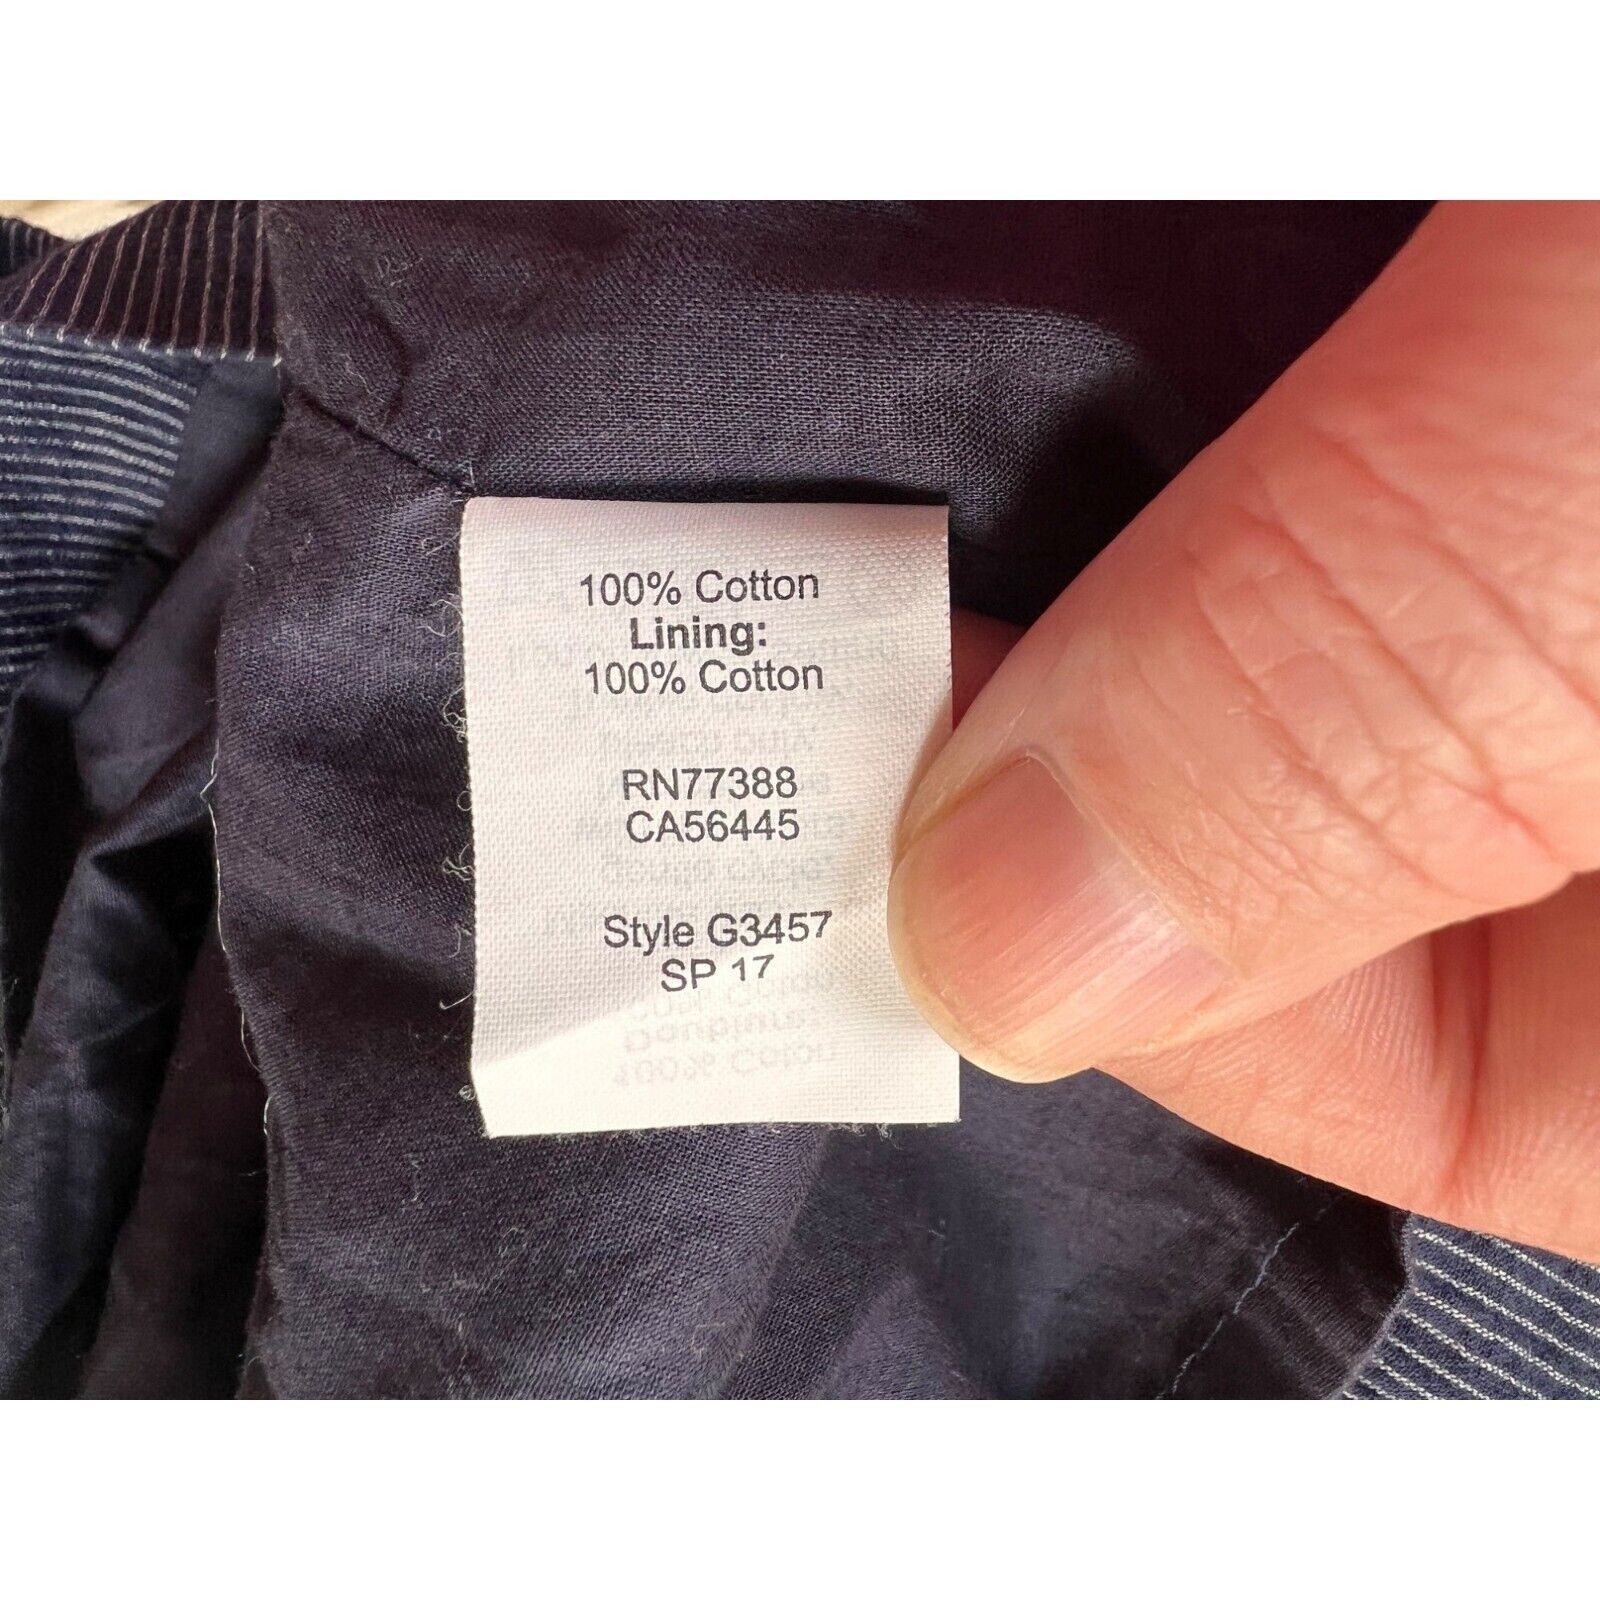 100% Cotton
Lining:
100% Cotton
RN77388
CA56445
Style G3457
SP 17